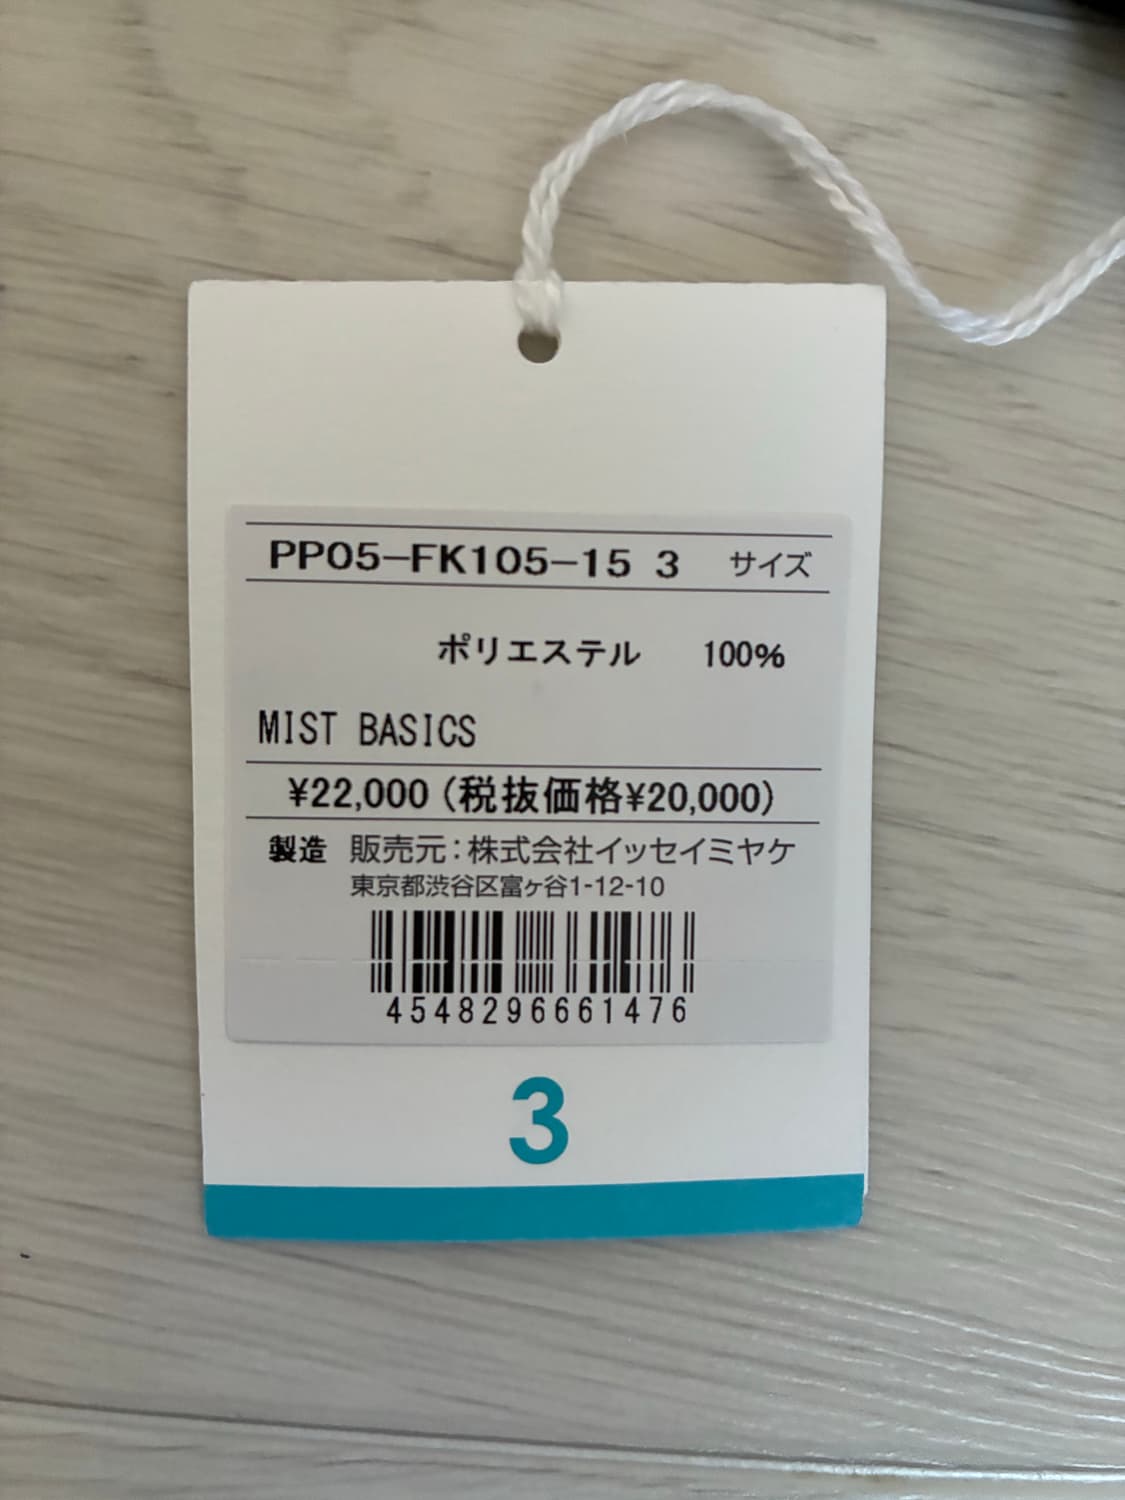 PP05-FK105-15 3 サイズ
ポリエステル 100%
MIST BASICS
¥22,000 (税抜価格¥20,000)
製造 販売元:株式会社イッセイミヤケ
東京都渋谷区富ヶ谷1-12-10
4548296661476
3